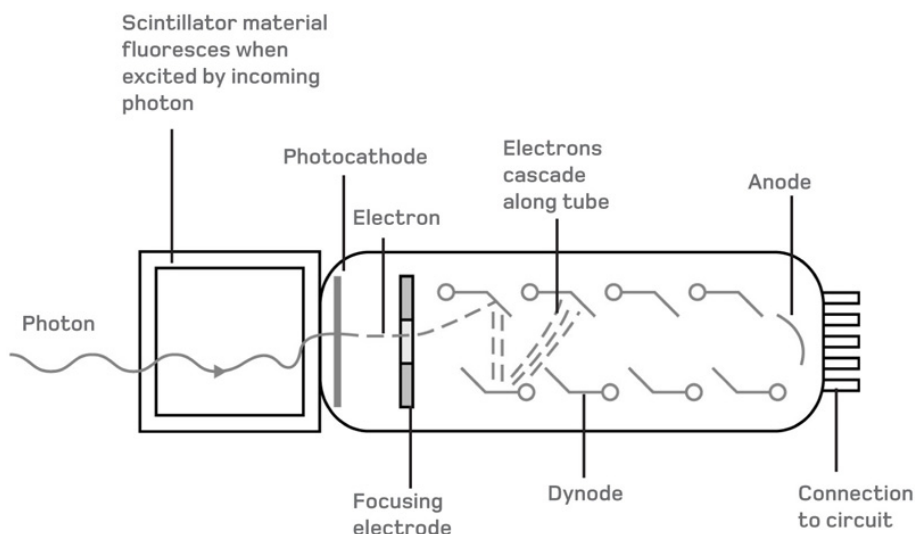 Scintillator material
fluoresces when
excited by incoming
photon
Photocathode
Electron
Electrons
cascade
along tube
Anode
Photon
Focusing
electrode
Dynode
Connection
to circuit